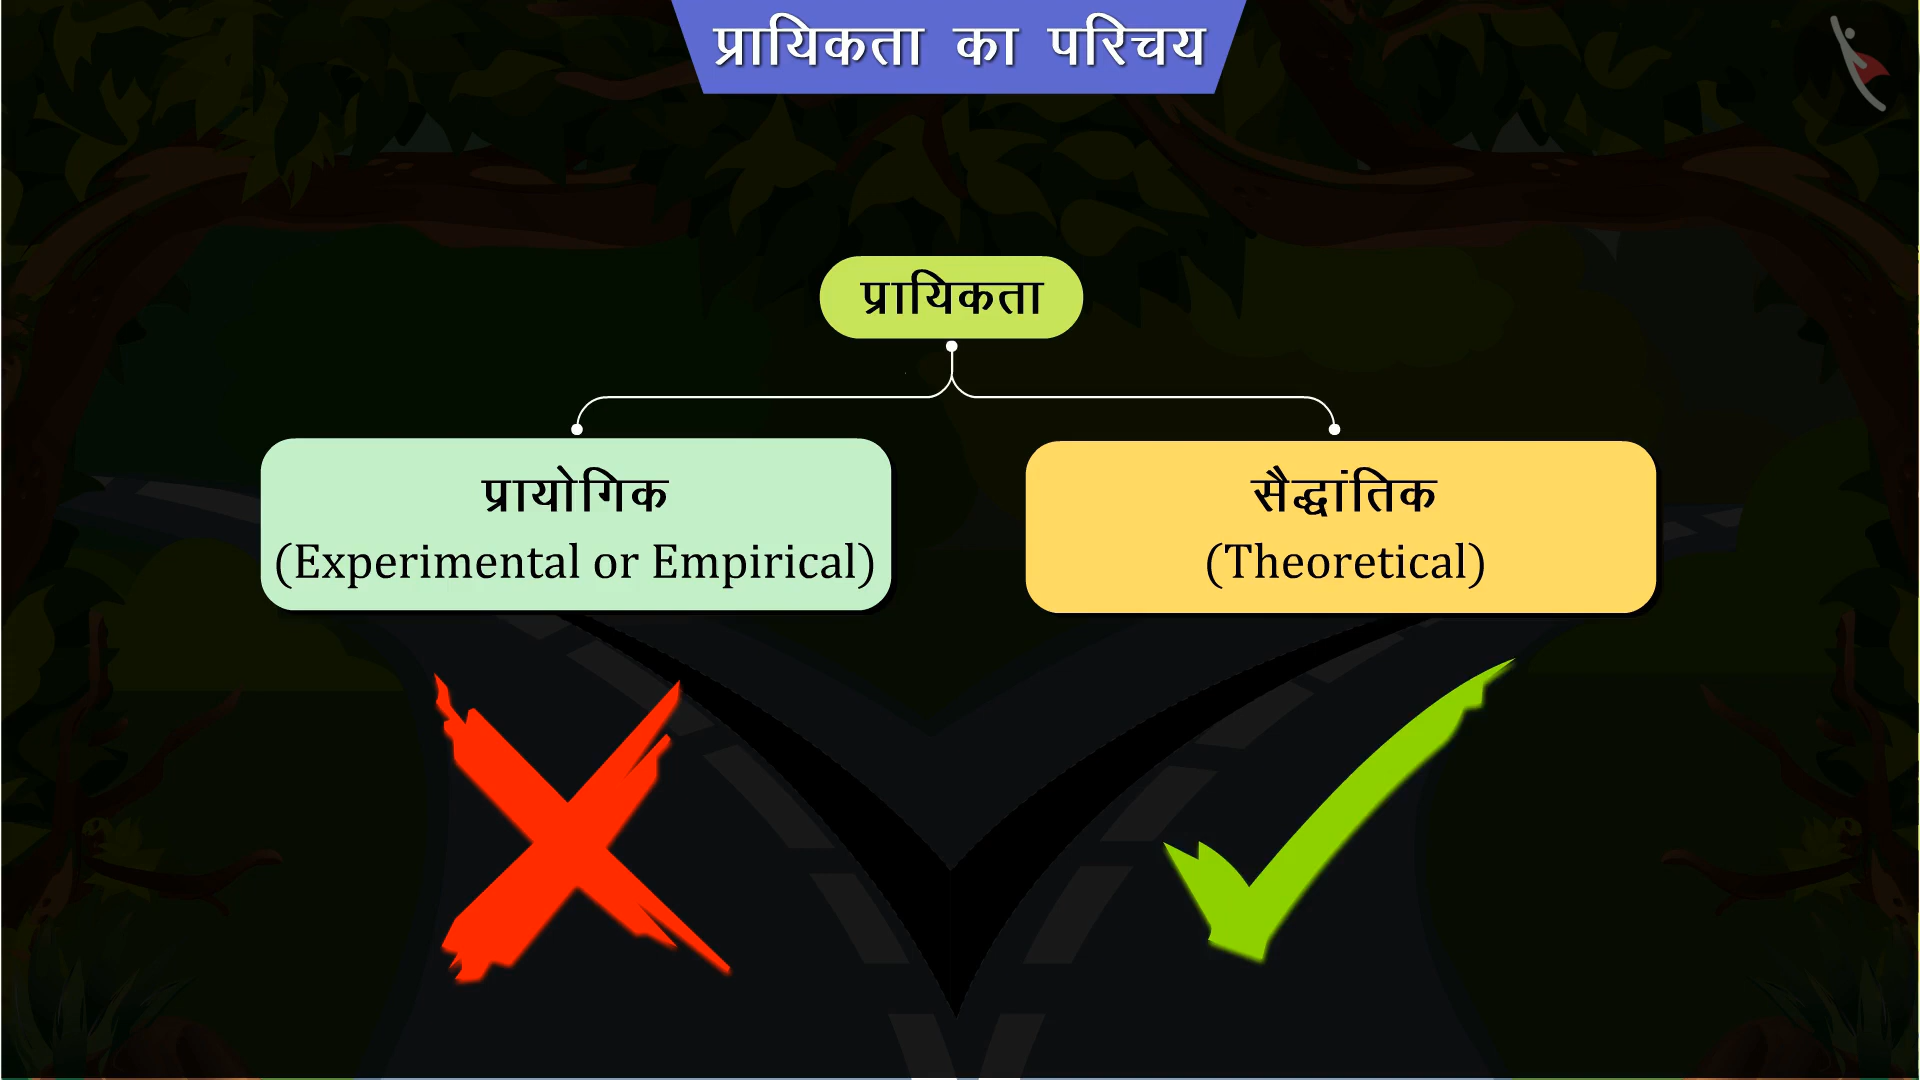 प्रायिकता का परिचय
प्रायिकता
प्रायोगिक
(Experimental or Empirical)
सैद्धांतिक
(Theoretical)